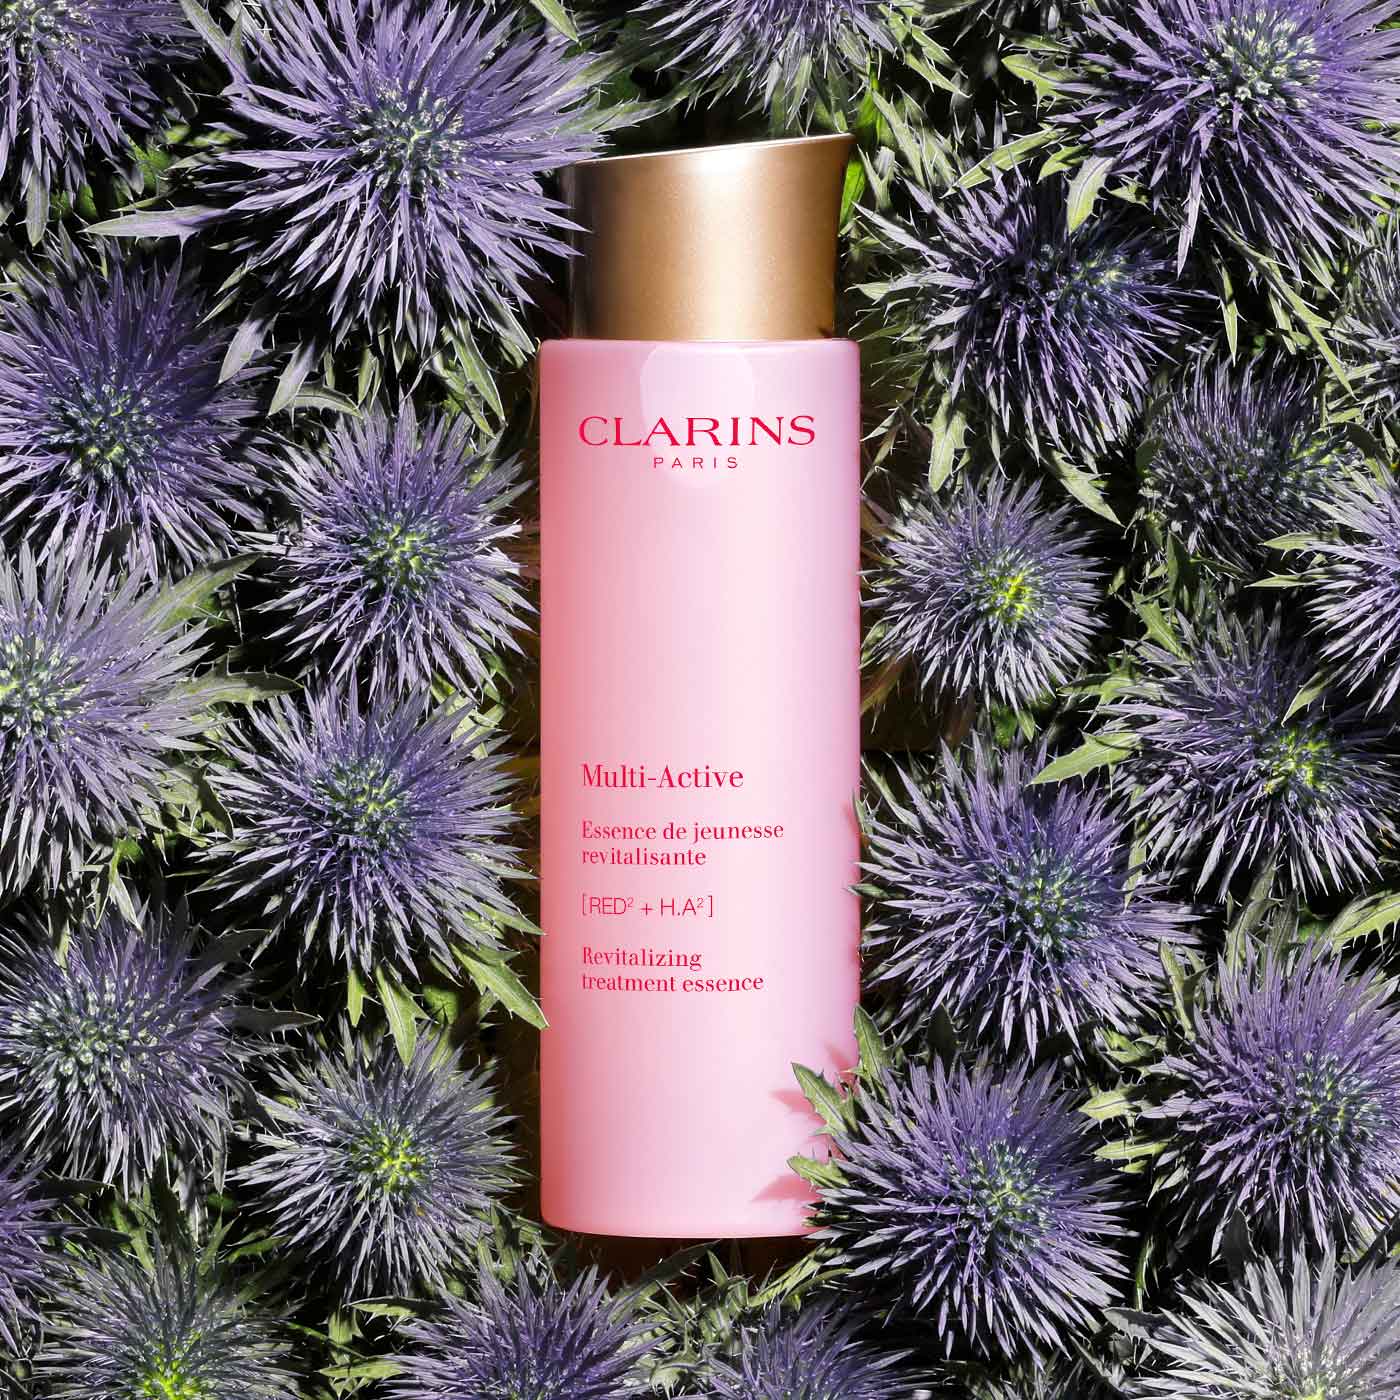 CLARINS
PARIS
Multi-Active
Essence de jeunesse
revitalisante
[RED² + H.A²]
Revitalizing
treatment essence